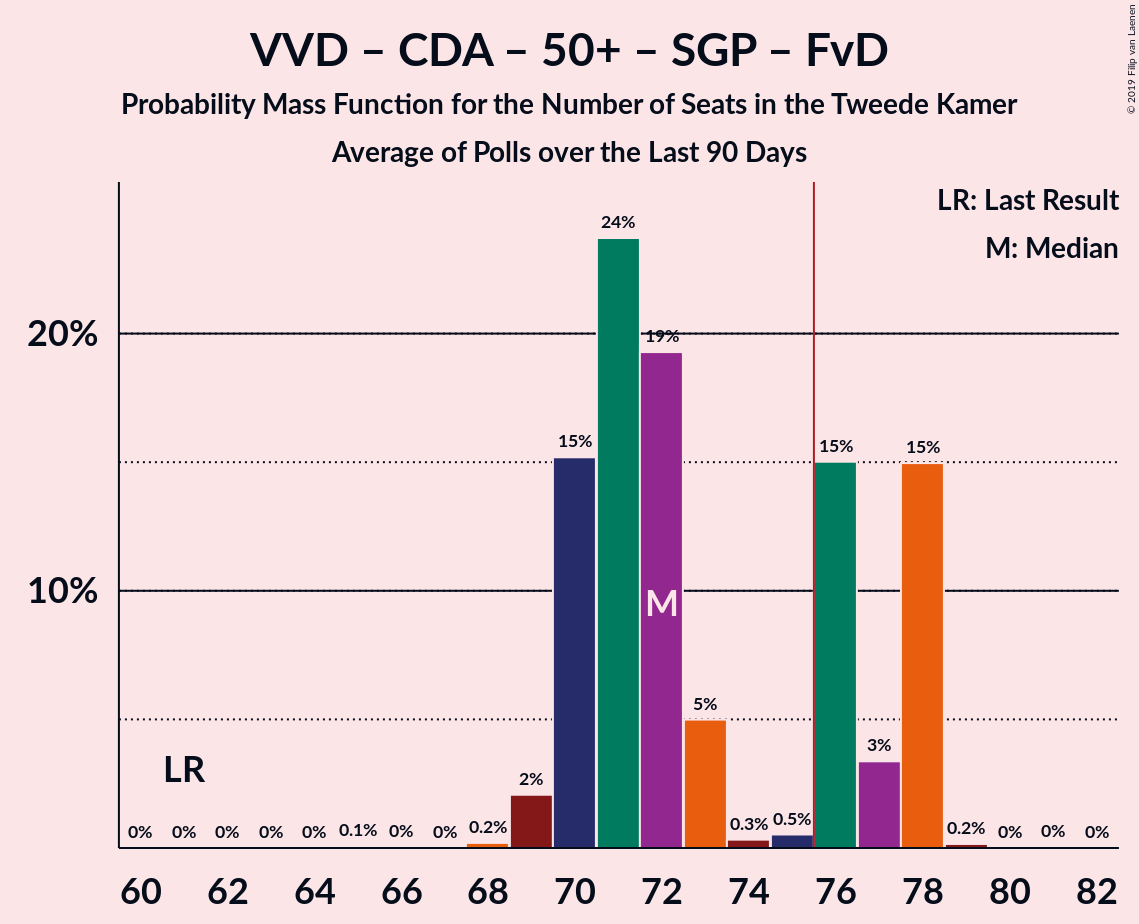 VVD – CDA – 50+ – SGP – FvD
Probability Mass Function for the Number of Seats in the Tweede Kamer
Average of Polls over the Last 90 Days
© 2019 Filip van Laenen
LR: Last Result
M: Median
24%
20%
19%
15%
15%
15%
10%
M
5%
3%
LR
2%
0% 0% 0% 0% 0% 0.1% 0% 0% 0.2% 0.3% 0.5% 0.2% 0% 0% 0%
60 62 64 66 68 70 72 74 76 78 80 82